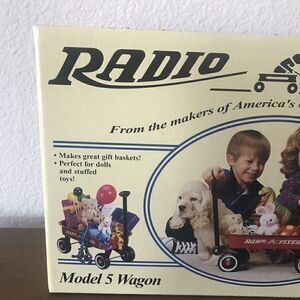 RADIO
From the makers of America's
• Makes great gift baskets!
• Perfect for dolls
and stuffed
toys!
RADIO FLYER
Model 5 Wagon